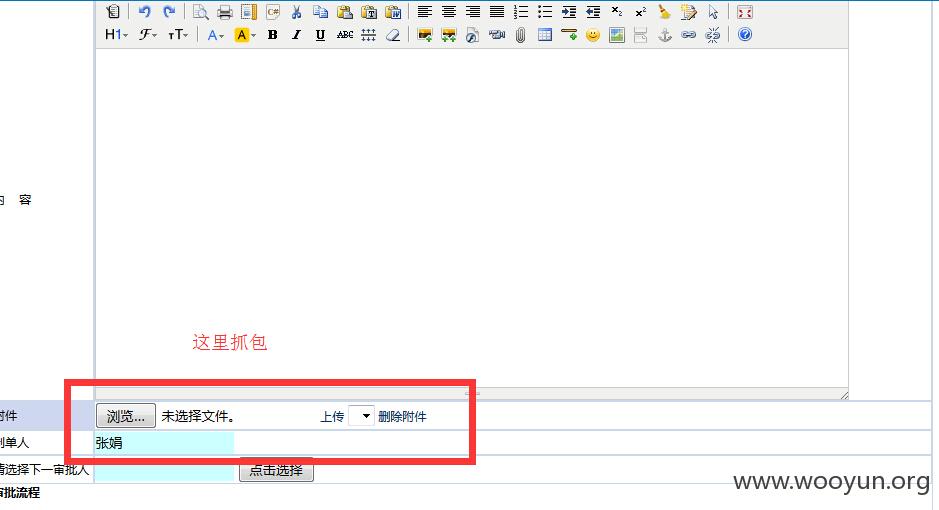 H1 F тT A A B I U ABC
内 容
这里抓包
附件 浏览... 未选择文件。 上传 删除附件
制单人 张娟
请选择下一审批人 点击选择
审批流程
www.wooyun.org